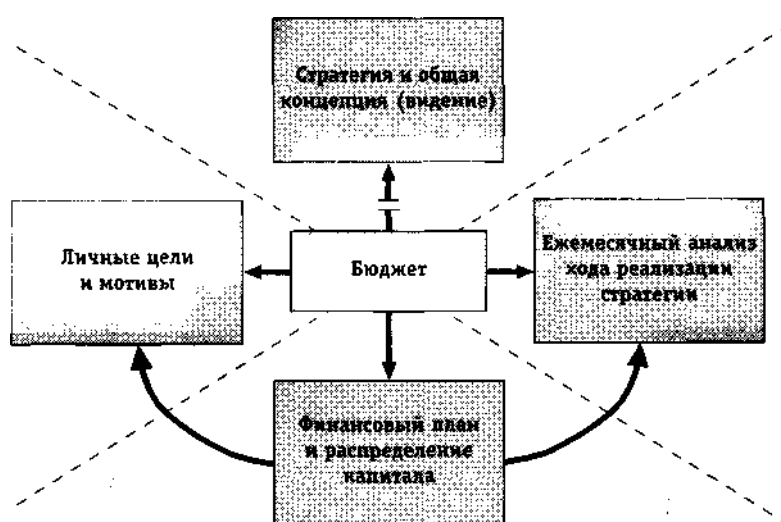 Стратегия и общая
концепция (видение)
Личные цели
и мотивы
Бюджет
Ежемесячный анализ
хода реализации
стратегии
Финансовый план
и распределение
капитала